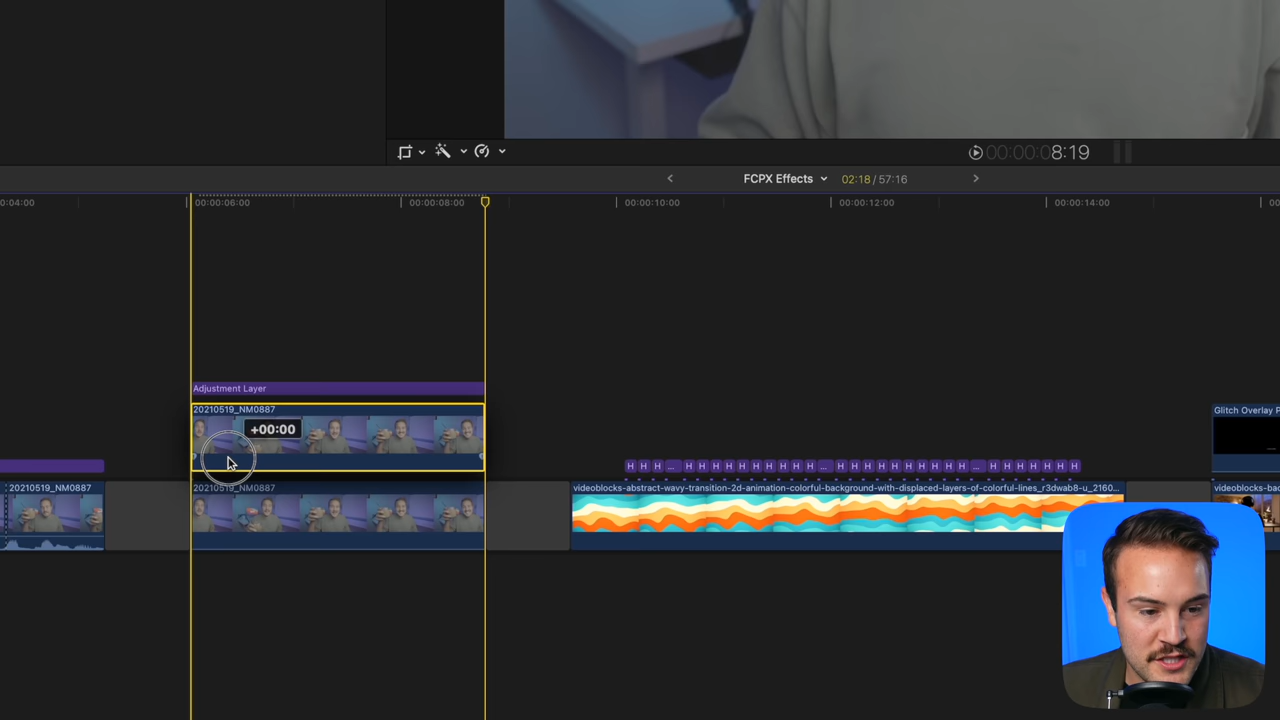 00:00:00:08:19
FCPX Effects
02:18 / 57:16
0:04:00
00:00:06:00
00:00:08:00
00:00:10:00
00:00:12:00
00:00:14:00
00
Adjustment Layer
20210519_NM0887
Glitch Overlay P
+00:00
H H H ... H H H H H H H H H H ... H H H H H H H H H H ... H H H H H H H
20210519_NM0887
20210519_NM0887
videoblocks-abstract-wavy-transition-2d-animation-colorful-background-with-displaced-layers-of-colorful-lines_r3dwab8-u_2160...
videoblocks-bac